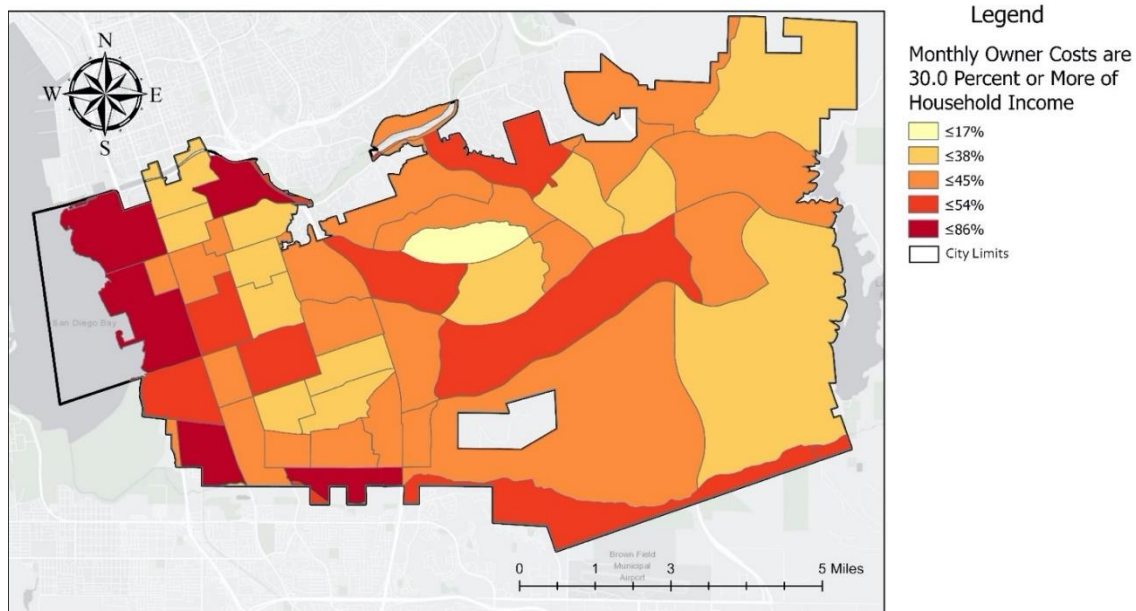 Legend
Monthly Owner Costs are
30.0 Percent or More of
Household Income
≤17%
≤38%
≤45%
≤54%
≤86%
City Limits
N
W E
S
San Diego Bay
Brown Field
Municipal
Airport
0 1 3 5 Miles